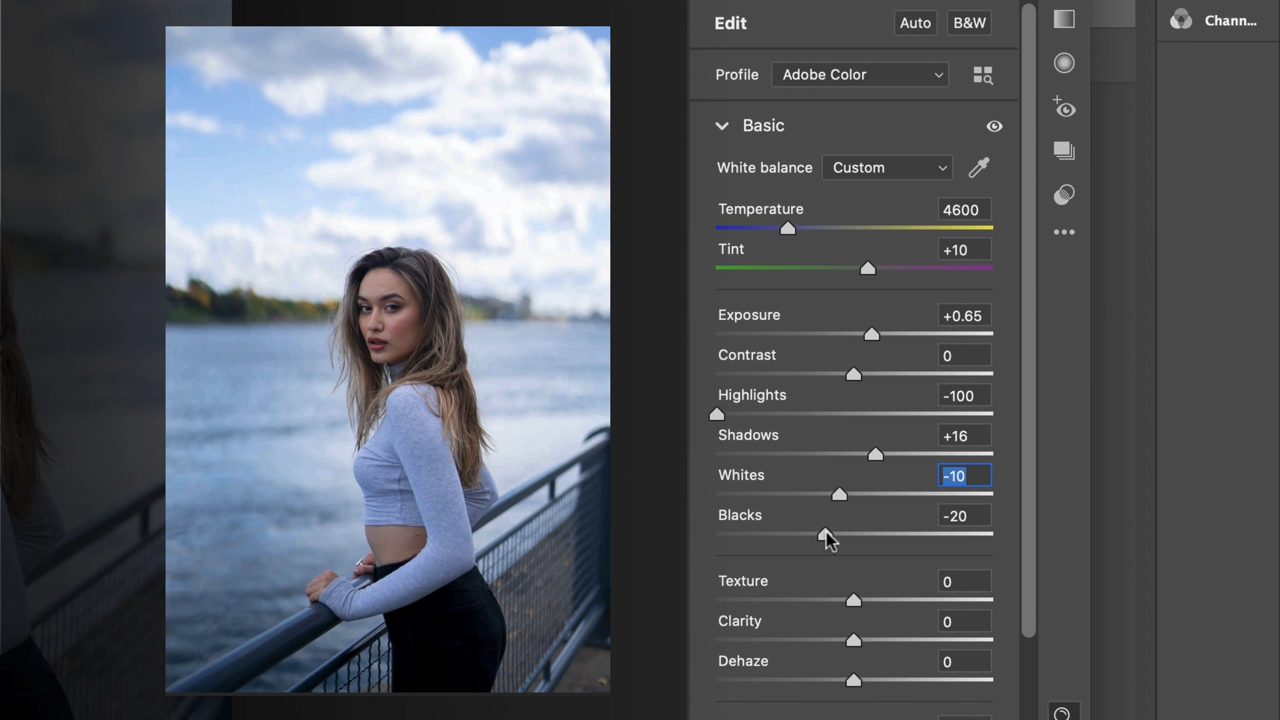 Edit Auto B&W
Chann...
Profile Adobe Color
Basic
White balance Custom
Temperature 4600
Tint +10
Exposure +0.65
Contrast 0
Highlights -100
Shadows +16
Whites -10
Blacks -20
Texture 0
Clarity 0
Dehaze 0